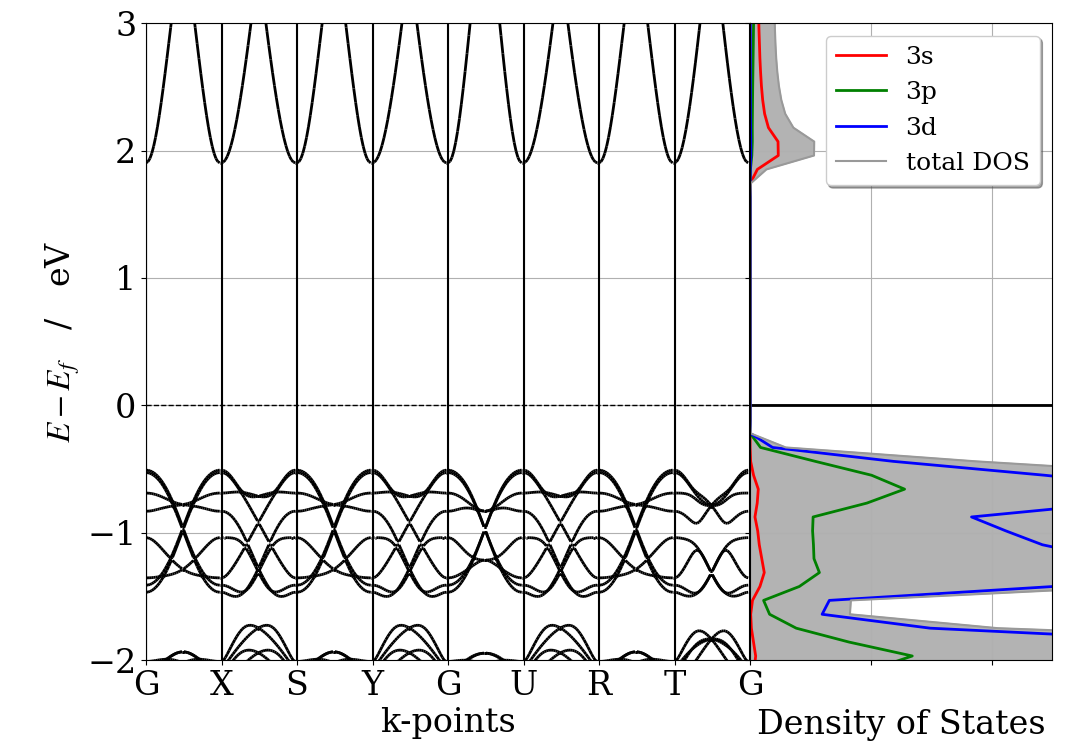 3
2
1
0
−1
−2
E − E_f / eV
G X S Y G U R T G
k-points
Density of States
3s
3p
3d
total DOS